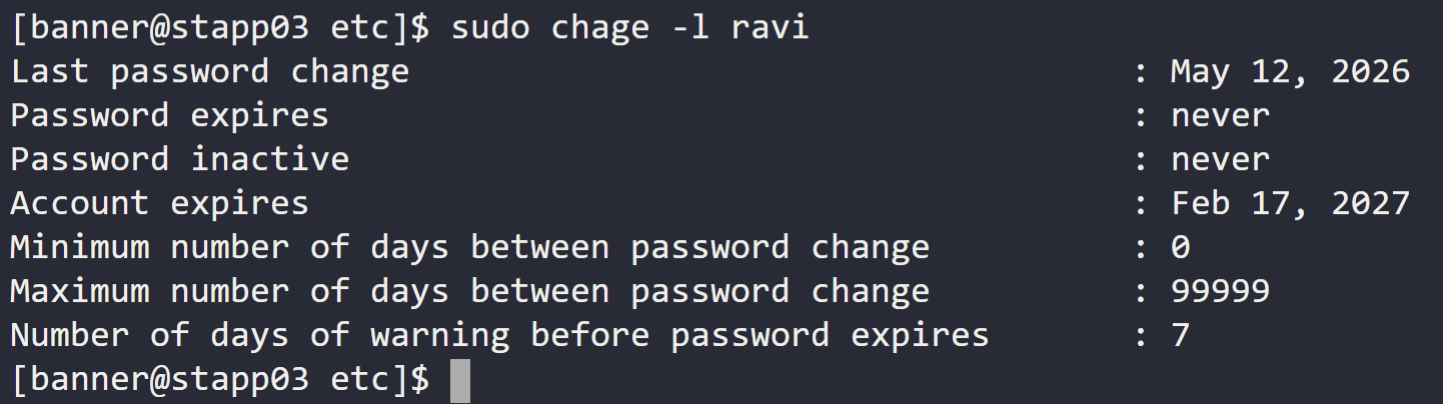 [banner@stapp03 etc]$ sudo chage -l ravi
Last password change : May 12, 2026
Password expires : never
Password inactive : never
Account expires : Feb 17, 2027
Minimum number of days between password change : 0
Maximum number of days between password change : 99999
Number of days of warning before password expires : 7
[banner@stapp03 etc]$